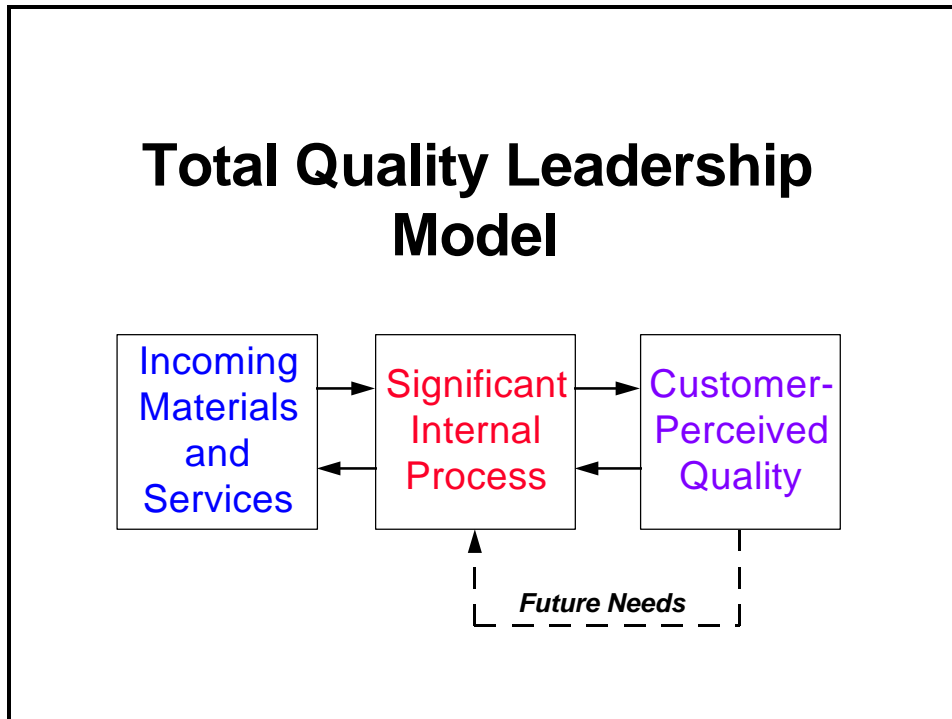 Total Quality Leadership
Model
Incoming
Materials
and
Services
Significant
Internal
Process
Customer-
Perceived
Quality
Future Needs